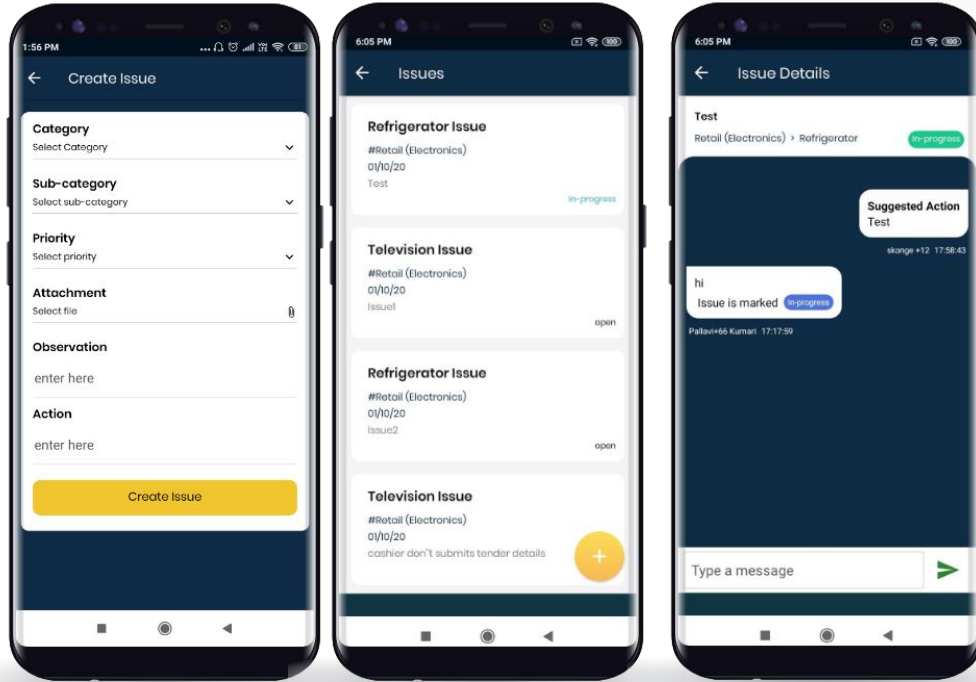 1:56 PM
... 81
Create Issue
Category
Select Category
Sub-category
Select sub-category
Priority
Select priority
Attachment
Select file
Observation
enter here
Action
enter here
Create Issue
6:05 PM
100
Issues
Refrigerator Issue
#Retail (Electronics)
01/10/20
Test
in-progress
Television Issue
#Retail (Electronics)
01/10/20
Issue1
open
Refrigerator Issue
#Retail (Electronics)
01/10/20
Issue2
open
Television Issue
#Retail (Electronics)
01/10/20
cashier don't submits tender details
+
6:05 PM
100
Issue Details
Test
Retail (Electronics) > Refrigerator
In-progress
Suggested Action
Test
skonge +12 17:58:43
hi
Issue is marked In-progress
Pallavi+66 Kumari 17:17:59
Type a message